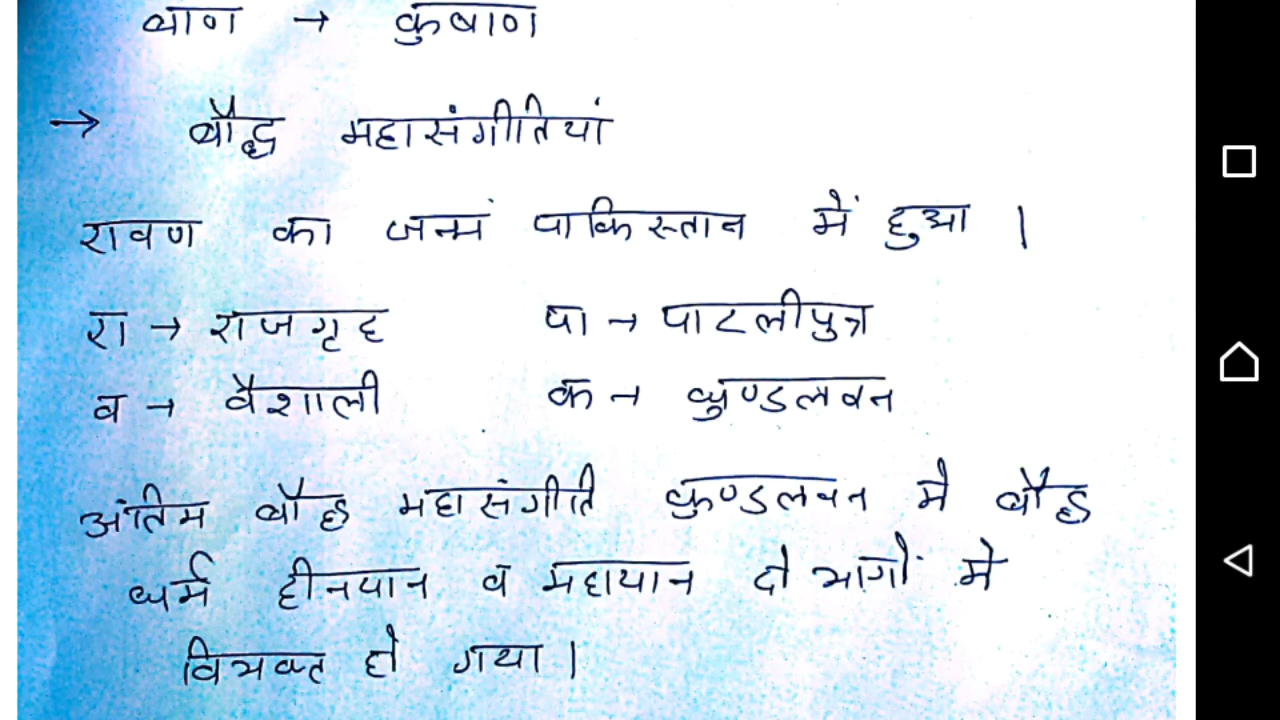 बाण → कुषाण
→ बौद्ध महासंगीतियां
रावण का जन्मं पाकिस्तान में हुआ ।
रा → राजगृह पा → पाटलीपुत्र
व → वैशाली क → कुण्डलवन
अंतिम बौद्ध महासंगीति कुण्डलवन मे बौद्ध
धर्म हीनयान व महायान दो भागों मे
विभक्त हो गया ।